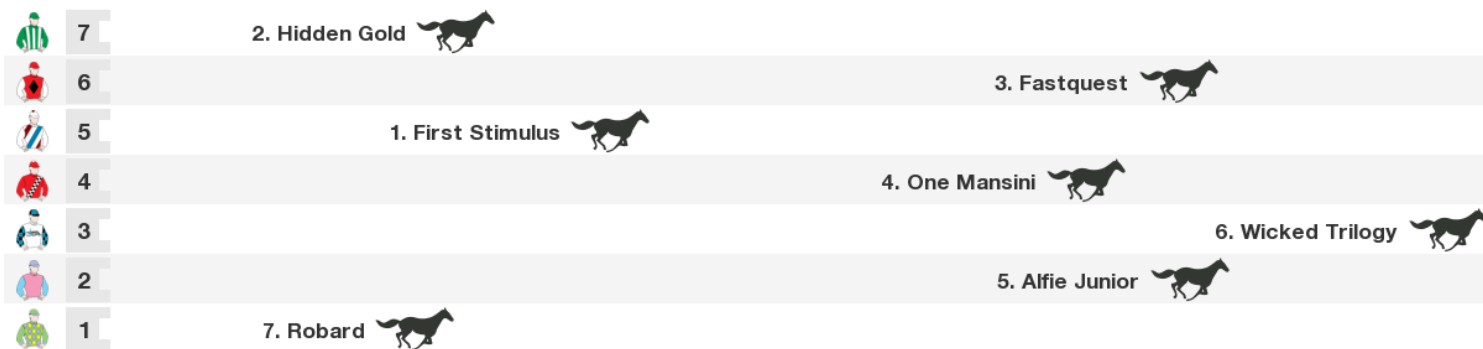 7 2. Hidden Gold
6 3. Fastquest
5 1. First Stimulus
4 4. One Mansini
3 6. Wicked Trilogy
2 5. Alfie Junior
1 7. Robard